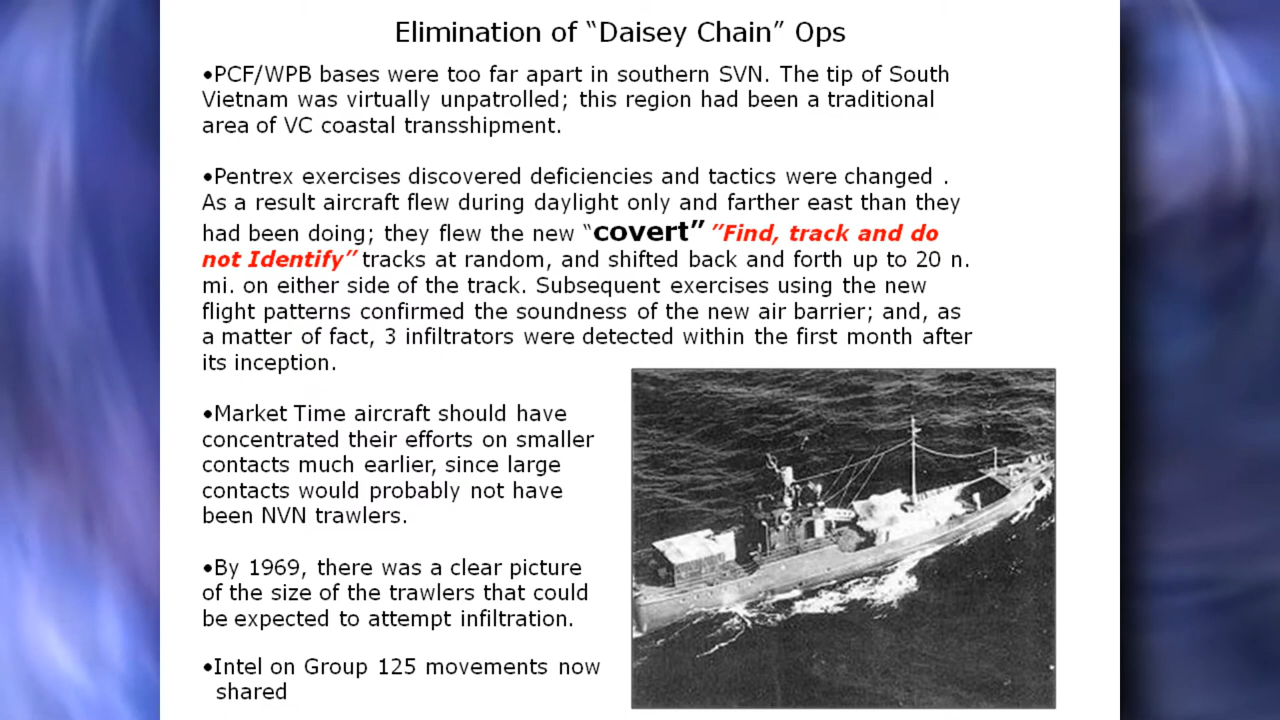 Elimination of “Daisey Chain” Ops
•PCF/WPB bases were too far apart in southern SVN. The tip of South
Vietnam was virtually unpatrolled; this region had been a traditional
area of VC coastal transshipment.
•Pentrex exercises discovered deficiencies and tactics were changed .
As a result aircraft flew during daylight only and farther east than they
had been doing; they flew the new “covert” ”Find, track and do
not Identify” tracks at random, and shifted back and forth up to 20 n.
mi. on either side of the track. Subsequent exercises using the new
flight patterns confirmed the soundness of the new air barrier; and, as
a matter of fact, 3 infiltrators were detected within the first month after
its inception.
•Market Time aircraft should have
concentrated their efforts on smaller
contacts much earlier, since large
contacts would probably not have
been NVN trawlers.
•By 1969, there was a clear picture
of the size of the trawlers that could
be expected to attempt infiltration.
•Intel on Group 125 movements now
shared